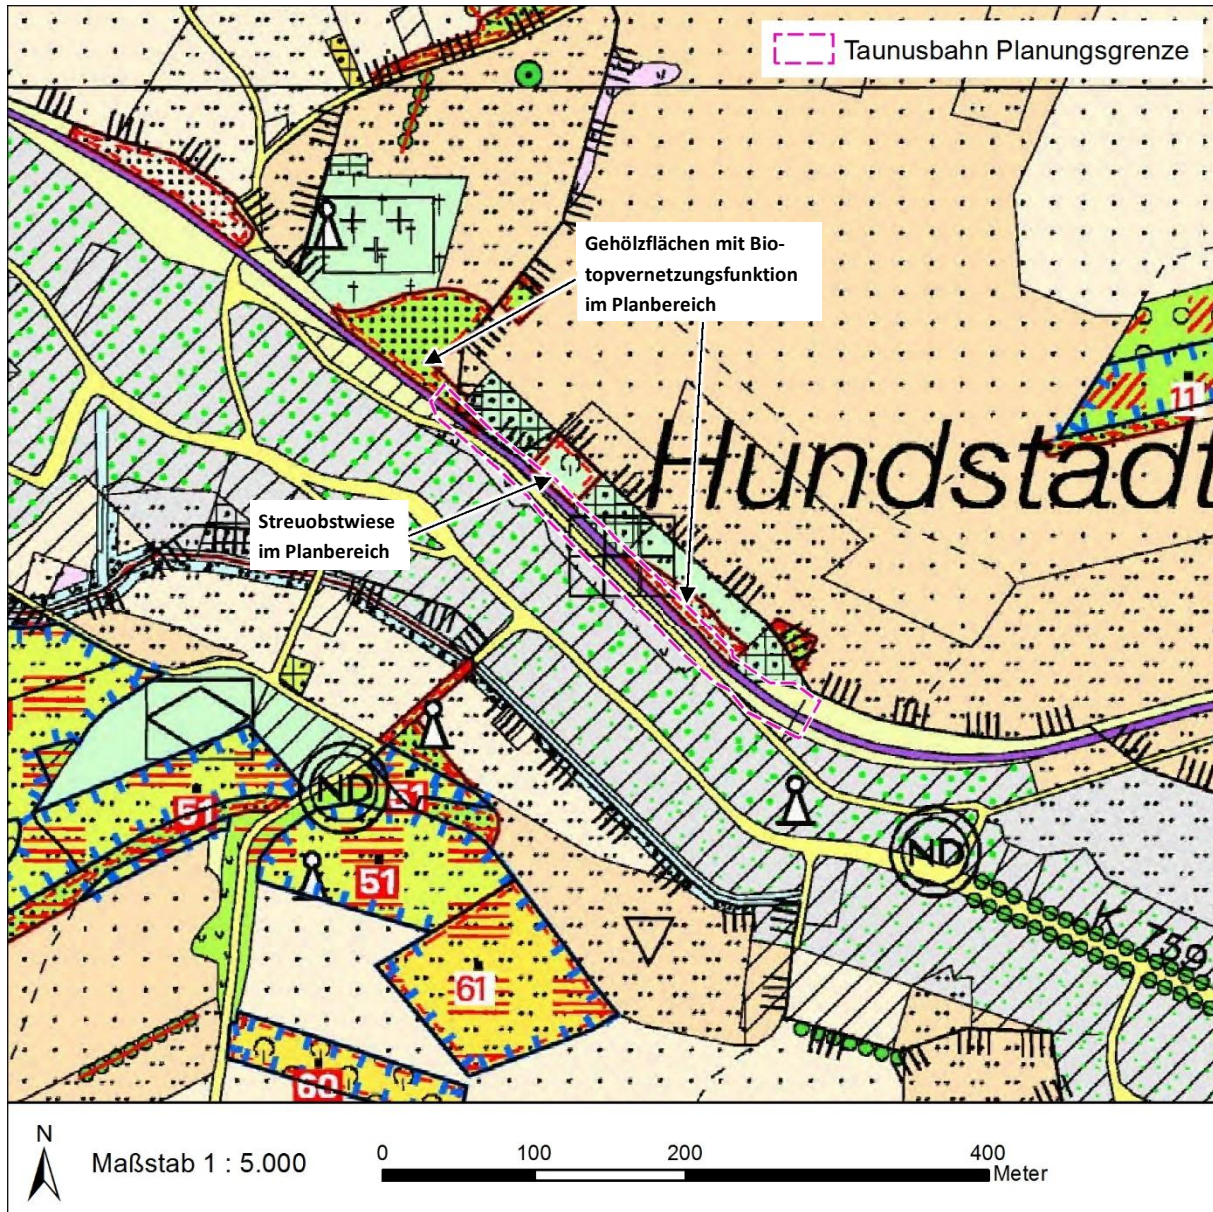 Taunusbahn Planungsgrenze
Gehölzflächen mit Bio-
topvernetzungsfunktion
im Planbereich
11
Hundstadt
Streuobstwiese
im Planbereich
ND
51
51
51
ND
K 739
61
60
N
Maßstab 1 : 5.000
0 100 200 400
Meter